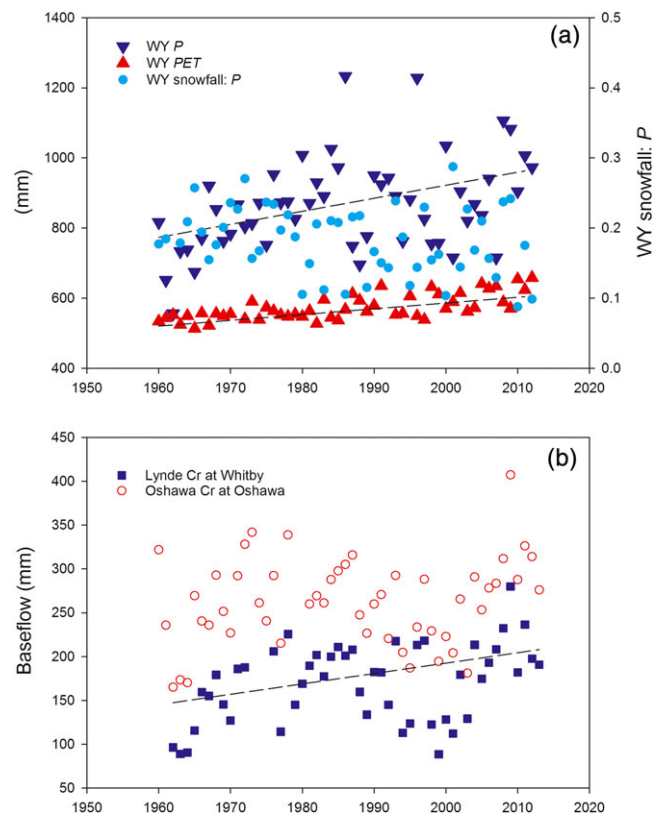 (a)
WY P
WY PET
WY snowfall: P
1400
1200
1000
800
600
400
(mm)
0.5
0.4
0.3
0.2
0.1
0.0
WY snowfall: P
1950 1960 1970 1980 1990 2000 2010 2020
(b)
Lynde Cr at Whitby
Oshawa Cr at Oshawa
450
400
350
300
250
200
150
100
50
Baseflow (mm)
1950 1960 1970 1980 1990 2000 2010 2020